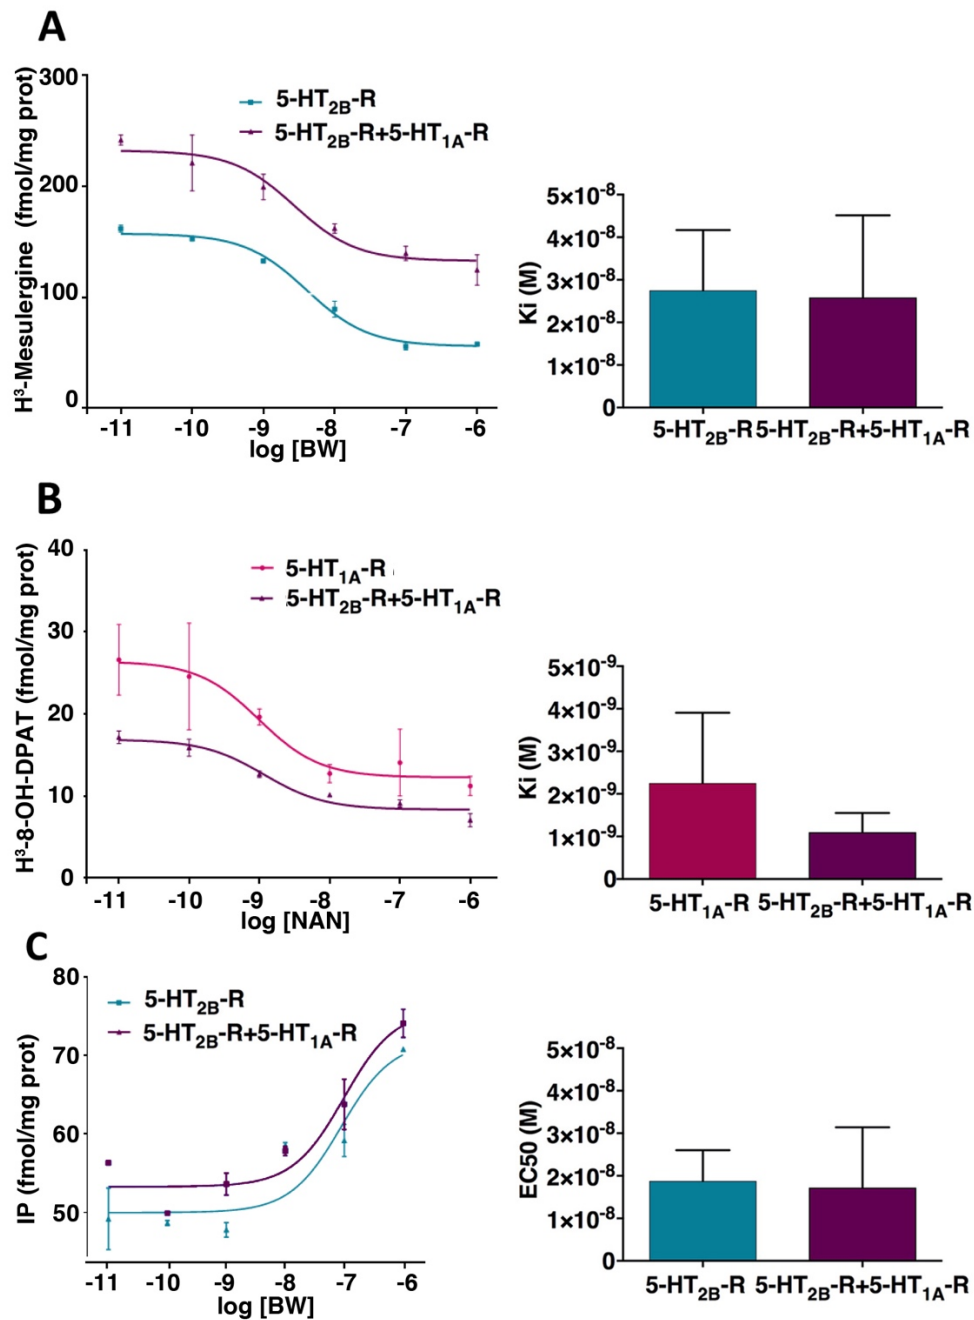 A
H³-Mesulergine (fmol/mg prot)
300
200
100
0
5-HT2B-R
5-HT2B-R+5-HT1A-R
-11 -10 -9 -8 -7 -6
log [BW]
Ki (M)
5×10-8
4×10-8
3×10-8
2×10-8
1×10-8
0
5-HT2B-R 5-HT2B-R+5-HT1A-R
B
H³-8-OH-DPAT (fmol/mg prot)
40
30
20
10
0
5-HT1A-R
5-HT2B-R+5-HT1A-R
-11 -10 -9 -8 -7 -6
log [NAN]
Ki (M)
5×10-9
4×10-9
3×10-9
2×10-9
1×10-9
0
5-HT1A-R 5-HT2B-R+5-HT1A-R
C
IP (fmol/mg prot)
80
70
60
50
5-HT2B-R
5-HT2B-R+5-HT1A-R
-11 -10 -9 -8 -7 -6
log [BW]
EC50 (M)
5×10-8
4×10-8
3×10-8
2×10-8
1×10-8
0
5-HT2B-R 5-HT2B-R+5-HT1A-R